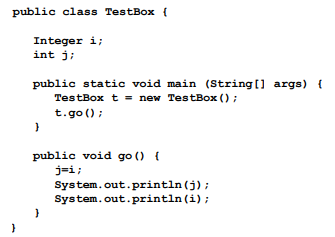 public class TestBox {
Integer i;
int j;
public static void main (String[] args) {
TestBox t = new TestBox();
t.go();
}
public void go() {
j=i;
System.out.println(j);
System.out.println(i);
}
}